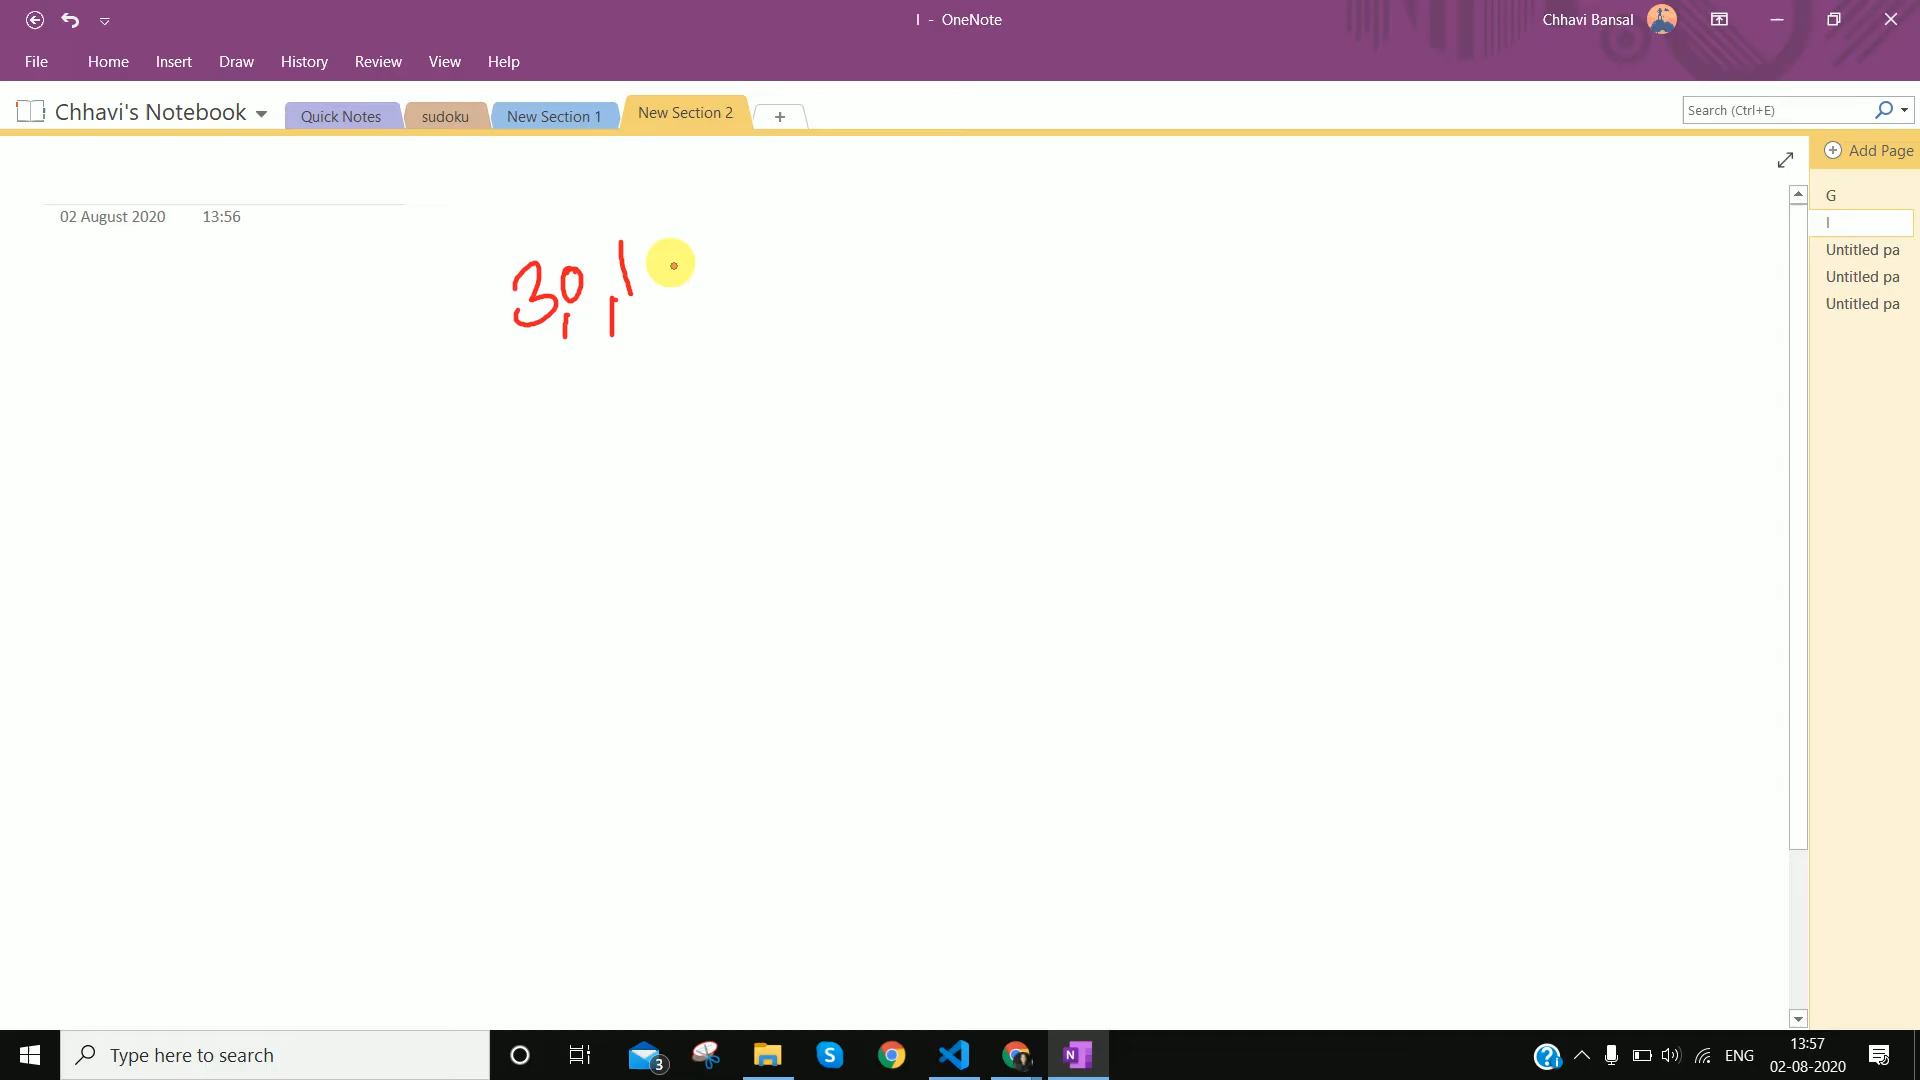 I - OneNote
Chhavi Bansal
File Home Insert Draw History Review View Help
Chhavi's Notebook
Quick Notes
sudoku
New Section 1
New Section 2
+
Search (Ctrl+E)
Add Page
02 August 2020 13:56
G
I
Untitled pa
Untitled pa
Untitled pa
Type here to search
3
S
N
ENG
13:57
02-08-2020